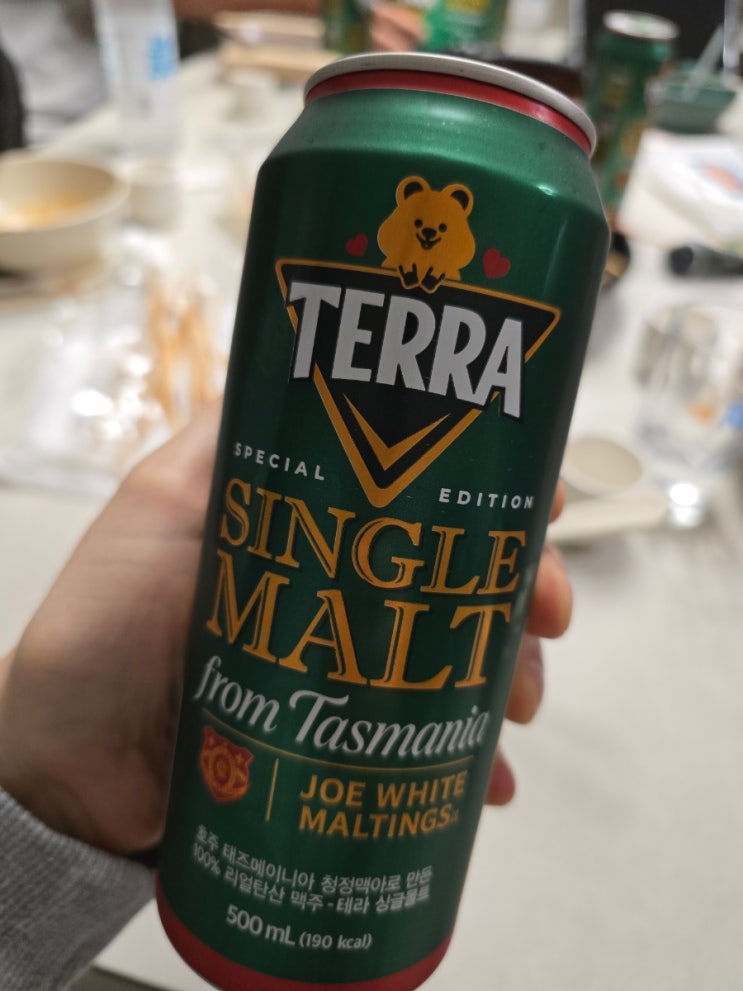 TERRA
SPECIAL EDITION
SINGLE
MALT
from Tasmania
JOE WHITE
MALTINGS
호주 태즈메이니아 청정맥아로 만든
100% 리얼탄산 맥주-테라 싱글몰트
500 mL (190 kcal)